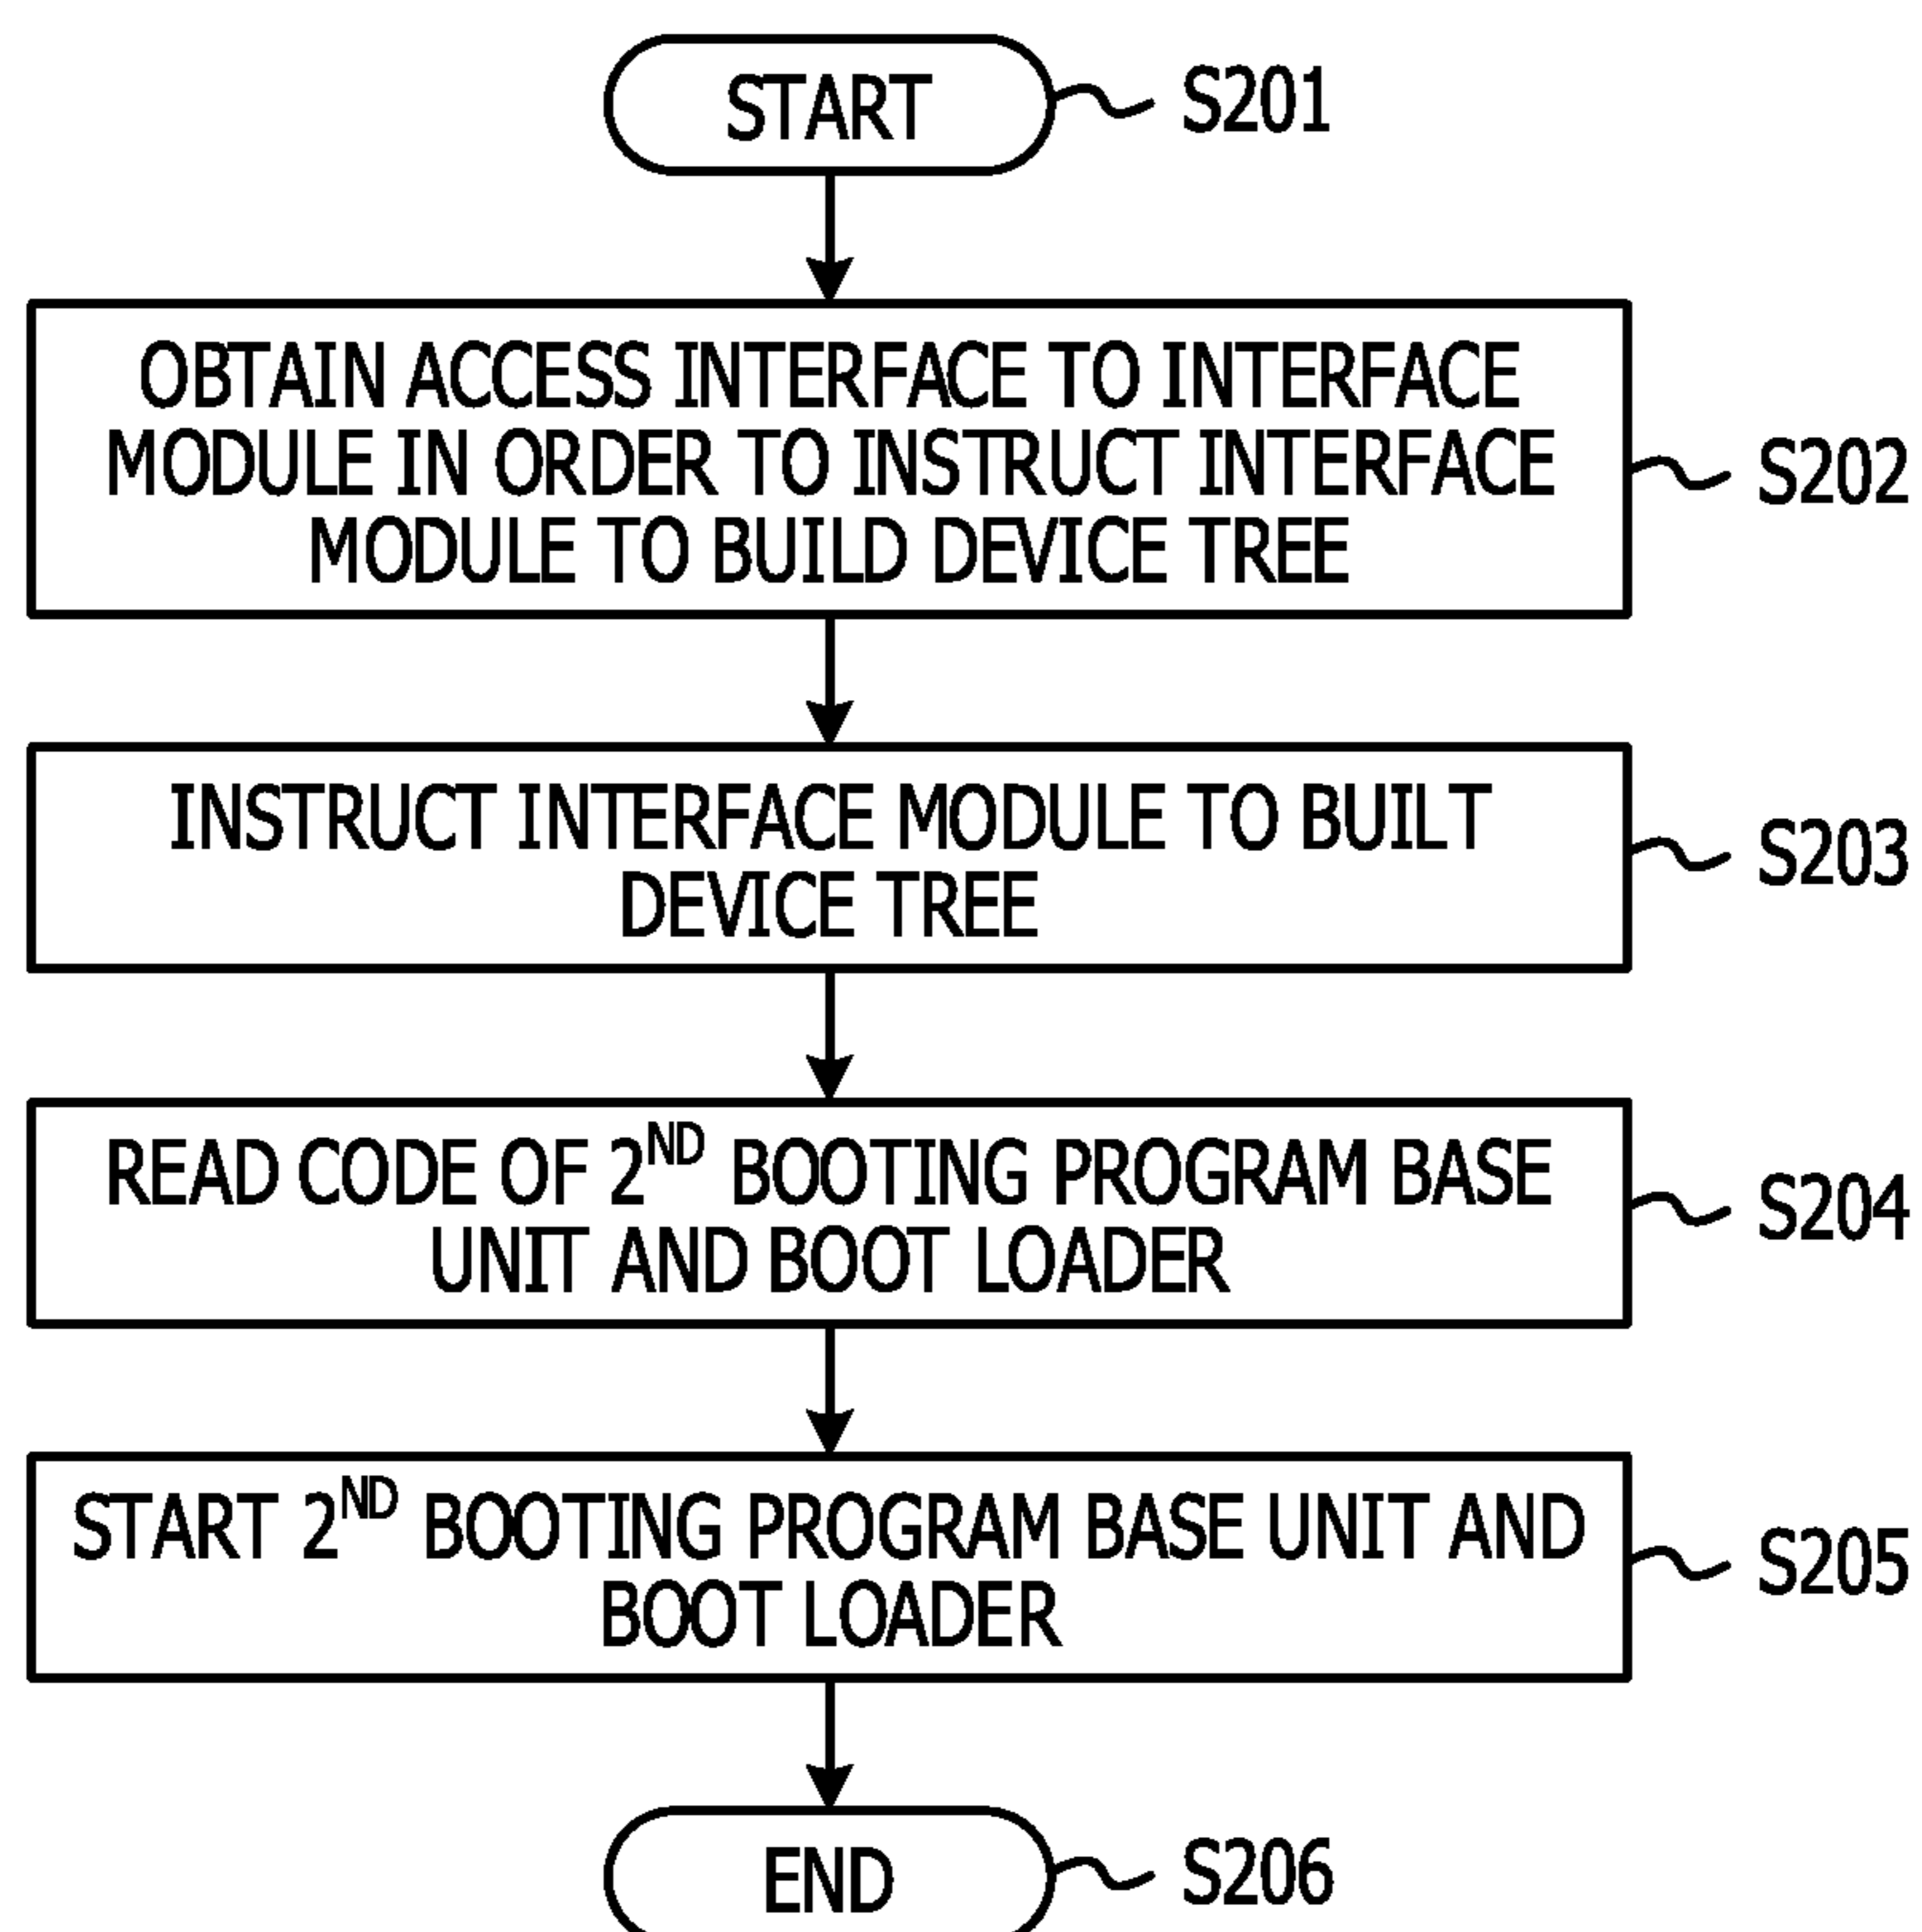 START
S201
OBTAIN ACCESS INTERFACE TO INTERFACE
MODULE IN ORDER TO INSTRUCT INTERFACE
MODULE TO BUILD DEVICE TREE
S202
INSTRUCT INTERFACE MODULE TO BUILT
DEVICE TREE
S203
READ CODE OF 2ND BOOTING PROGRAM BASE
UNIT AND BOOT LOADER
S204
START 2ND BOOTING PROGRAM BASE UNIT AND
BOOT LOADER
S205
END
S206